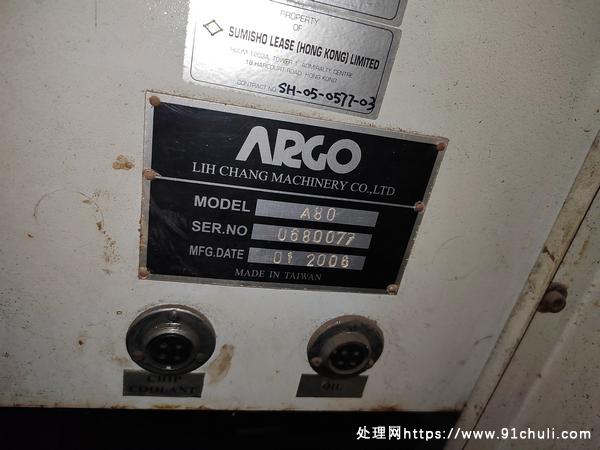 PROPERTY
OF
SUMISHO LEASE (HONG KONG) LIMITED
ROOM 1203A, TOWER 1, ADMIRALTY CENTRE
18 HARCOURT ROAD, HONG KONG
CONTRACT NO. SH-05-0577-03
ARGO
LIH CHANG MACHINERY CO.,LTD
MODEL A80
SER.NO 0680077
MFG.DATE 01 2006
MADE IN TAIWAN
CHIP
COOLANT
OIL
处理网https://www.91chuli.com/